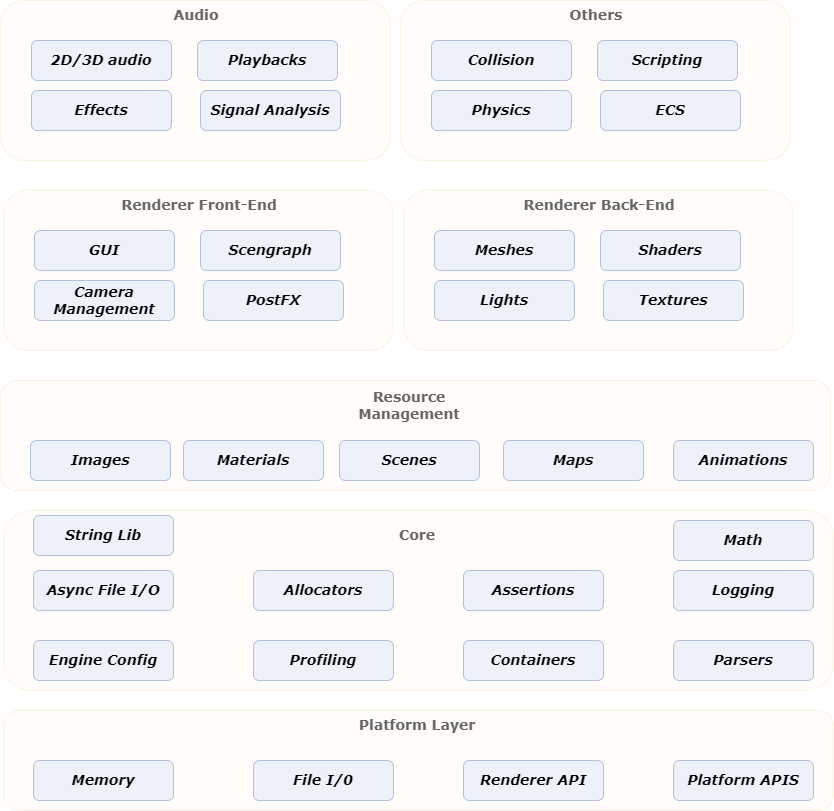 Audio
2D/3D audio
Playbacks
Effects
Signal Analysis
Others
Collision
Scripting
Physics
ECS
Renderer Front-End
GUI
Scengraph
Camera
Management
PostFX
Renderer Back-End
Meshes
Shaders
Lights
Textures
Resource
Management
Images
Materials
Scenes
Maps
Animations
Core
String Lib
Math
Async File I/O
Allocators
Assertions
Logging
Engine Config
Profiling
Containers
Parsers
Platform Layer
Memory
File I/0
Renderer API
Platform APIS